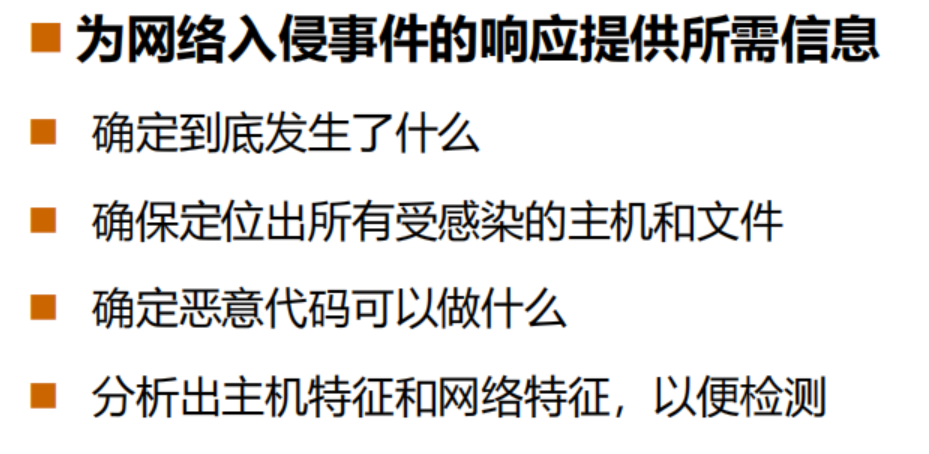 为网络入侵事件的响应提供所需信息
确定到底发生了什么
确保定位出所有受感染的主机和文件
确定恶意代码可以做什么
分析出主机特征和网络特征，以便检测